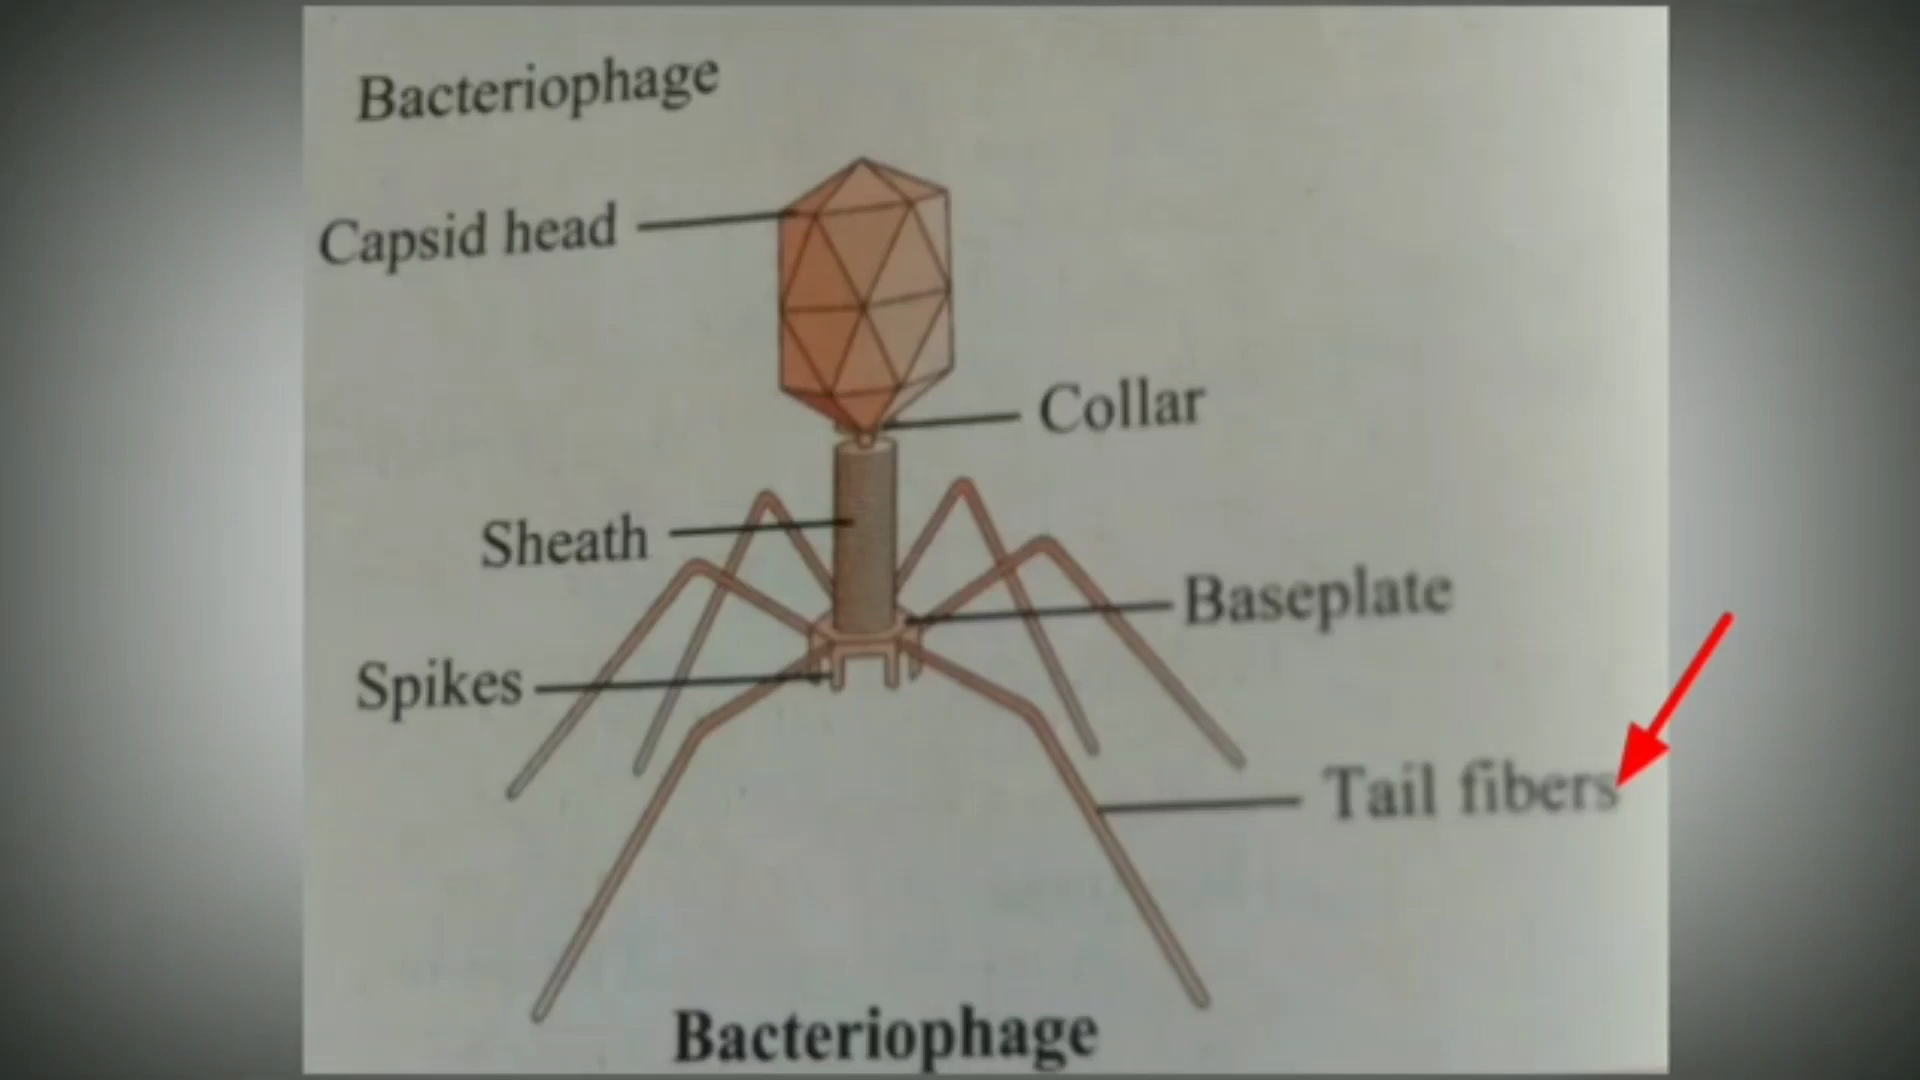 Bacteriophage
Capsid head
Collar
Sheath
Baseplate
Spikes
Tail fibers
Bacteriophage